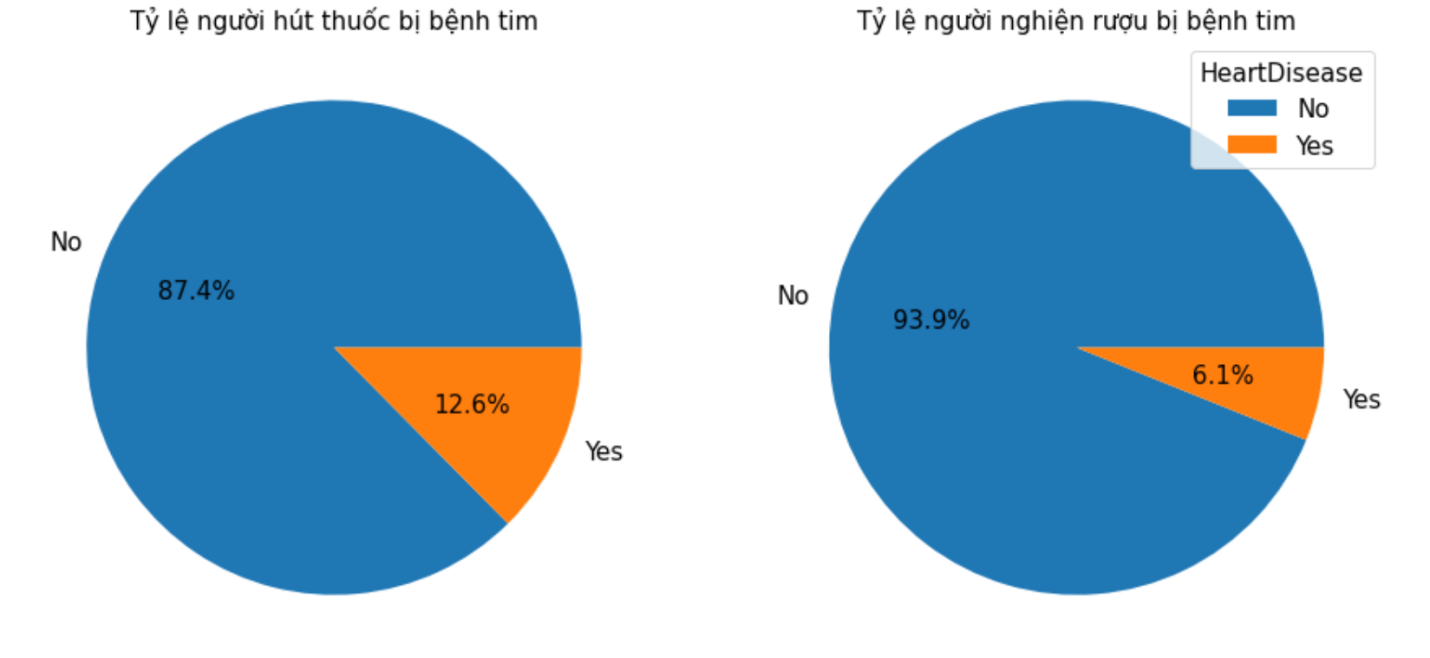 Tỷ lệ người hút thuốc bị bệnh tim
No
87.4%
12.6%
Yes
Tỷ lệ người nghiện rượu bị bệnh tim
HeartDisease
No
Yes
No
93.9%
6.1%
Yes